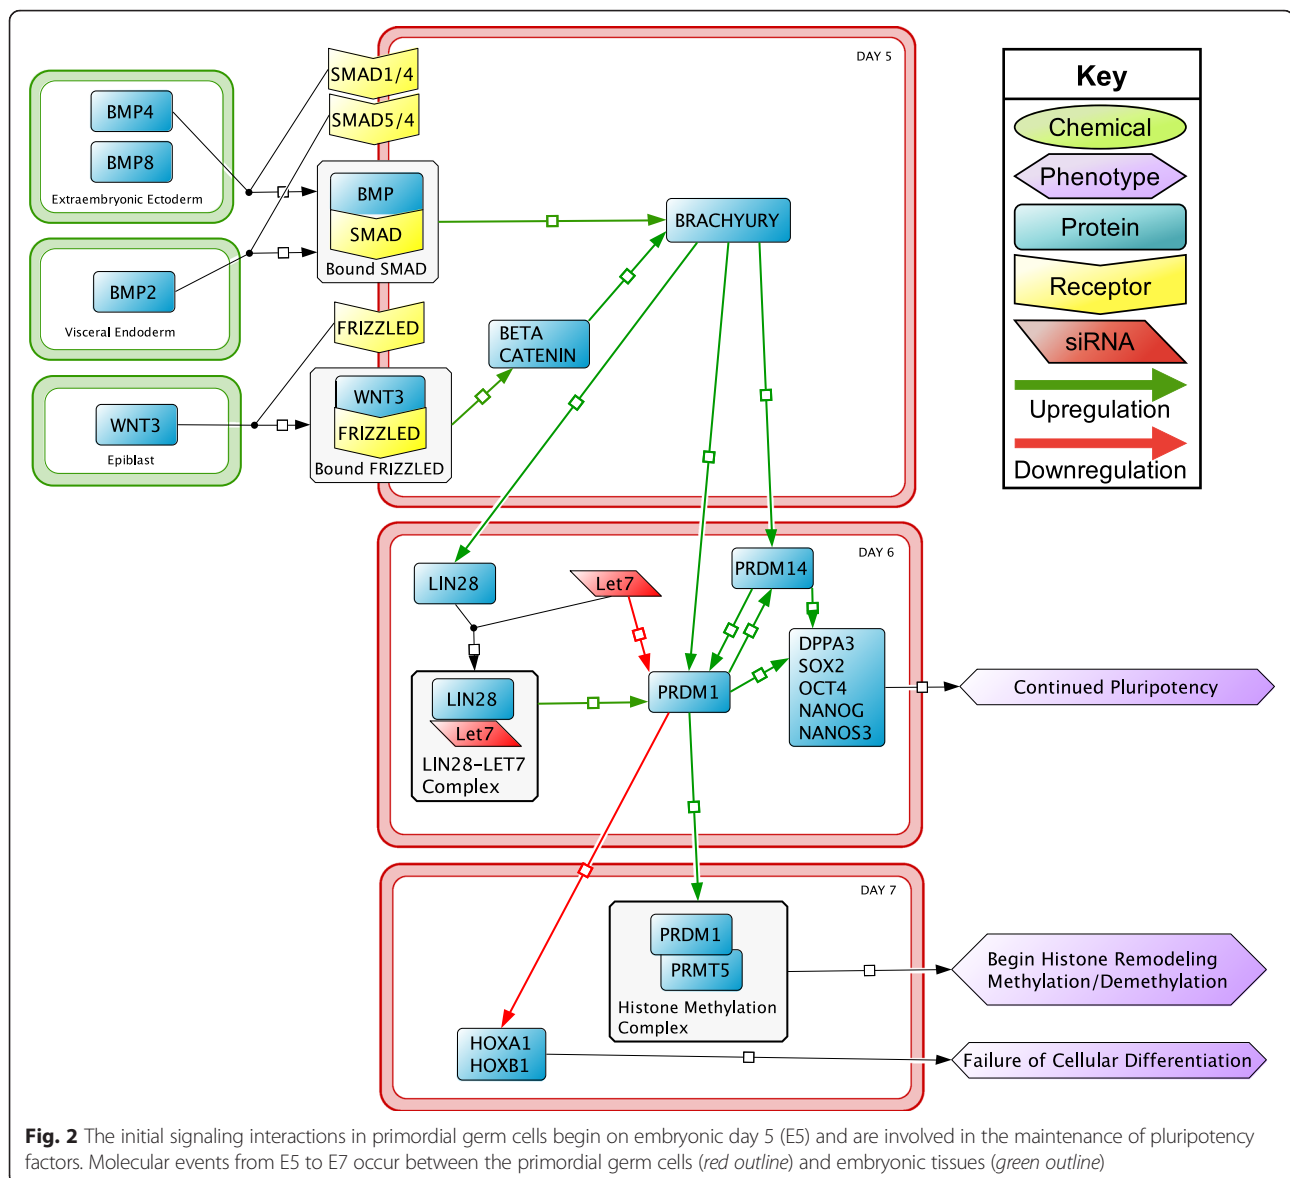 BMP4
BMP8
Extraembryonic Ectoderm
BMP2
Visceral Endoderm
WNT3
Epiblast
DAY 5
SMAD1/4
SMAD5/4
BMP
SMAD
Bound SMAD
FRIZZLED
WNT3
FRIZZLED
Bound FRIZZLED
BETA
CATENIN
BRACHYURY
Key
Chemical
Phenotype
Protein
Receptor
siRNA
Upregulation
Downregulation
DAY 6
LIN28
Let7
PRDM14
LIN28
Let7
LIN28-LET7
Complex
PRDM1
DPPA3
SOX2
OCT4
NANOG
NANOS3
Continued Pluripotency
DAY 7
PRDM1
PRMT5
Histone Methylation
Complex
Begin Histone Remodeling
Methylation/Demethylation
HOXA1
HOXB1
Failure of Cellular Differentiation
Fig. 2 The initial signaling interactions in primordial germ cells begin on embryonic day 5 (E5) and are involved in the maintenance of pluripotency
factors. Molecular events from E5 to E7 occur between the primordial germ cells (red outline) and embryonic tissues (green outline)